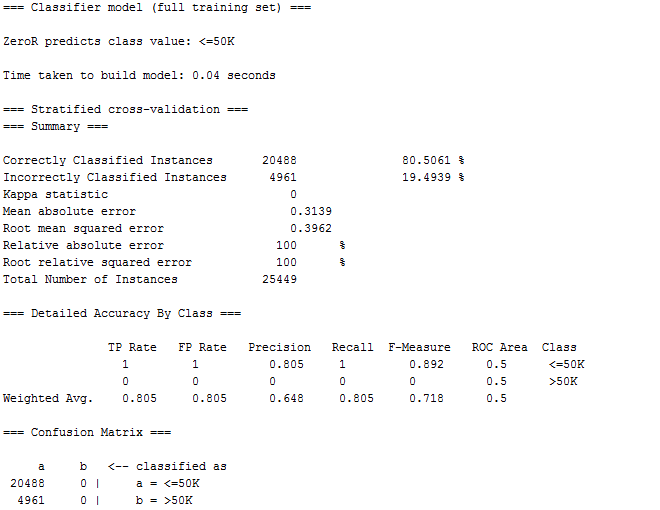 === Classifier model (full training set) ===
ZeroR predicts class value: <=50K
Time taken to build model: 0.04 seconds
=== Stratified cross-validation ===
=== Summary ===
Correctly Classified Instances       20488               80.5061 %
Incorrectly Classified Instances      4961               19.4939 %
Kappa statistic                          0
Mean absolute error                      0.3139
Root mean squared error                  0.3962
Relative absolute error                100      %
Root relative squared error            100      %
Total Number of Instances            25449
=== Detailed Accuracy By Class ===
               TP Rate   FP Rate   Precision   Recall  F-Measure   ROC Area  Class
                 1         1          0.805     1         0.892      0.5      <=50K
                 0         0          0         0         0          0.5      >50K
Weighted Avg.    0.805     0.805      0.648     0.805     0.718      0.5
=== Confusion Matrix ===
     a     b   <-- classified as
 20488     0 |     a = <=50K
  4961     0 |     b = >50K